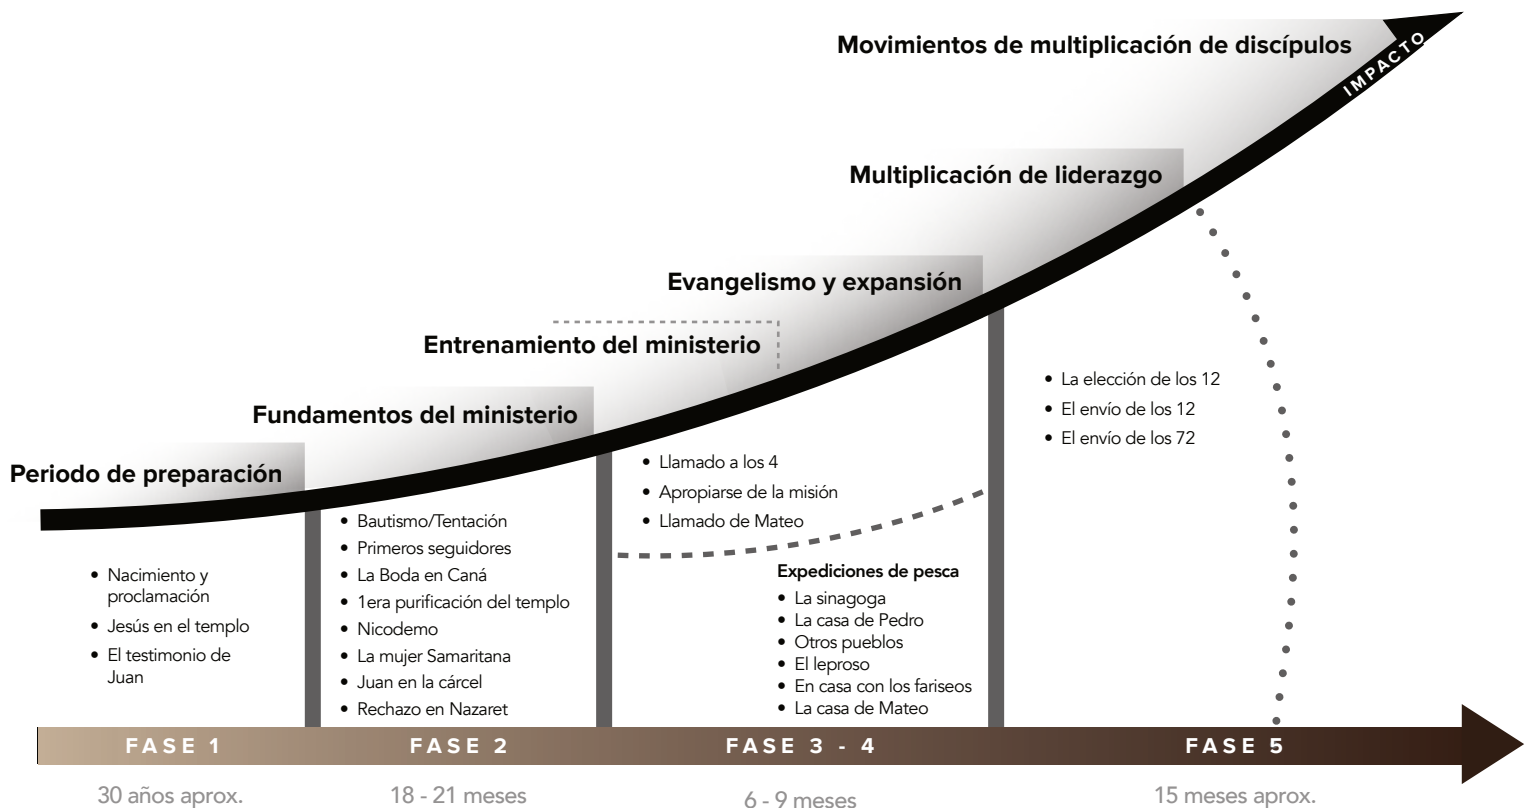 Movimientos de multiplicación de discípulos
IMPACTO
Multiplicación de liderazgo
Evangelismo y expansión
Entrenamiento del ministerio
Fundamentos del ministerio
Periodo de preparación
• Nacimiento y
proclamación
• Jesús en el templo
• El testimonio de
Juan
• Bautismo/Tentación
• Primeros seguidores
• La Boda en Caná
• 1era purificación del templo
• Nicodemo
• La mujer Samaritana
• Juan en la cárcel
• Rechazo en Nazaret
• Llamado a los 4
• Apropiarse de la misión
• Llamado de Mateo
Expediciones de pesca
• La sinagoga
• La casa de Pedro
• Otros pueblos
• El leproso
• En casa con los fariseos
• La casa de Mateo
• La elección de los 12
• El envío de los 12
• El envío de los 72
FASE 1
FASE 2
FASE 3 - 4
FASE 5
30 años aprox.
18 - 21 meses
6 - 9 meses
15 meses aprox.